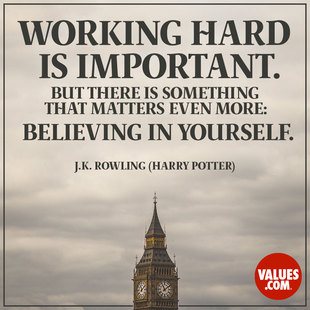 WORKING HARD
IS IMPORTANT.
BUT THERE IS SOMETHING
THAT MATTERS EVEN MORE:
BELIEVING IN YOURSELF.
J.K. ROWLING (HARRY POTTER)
VALUES
.COM.